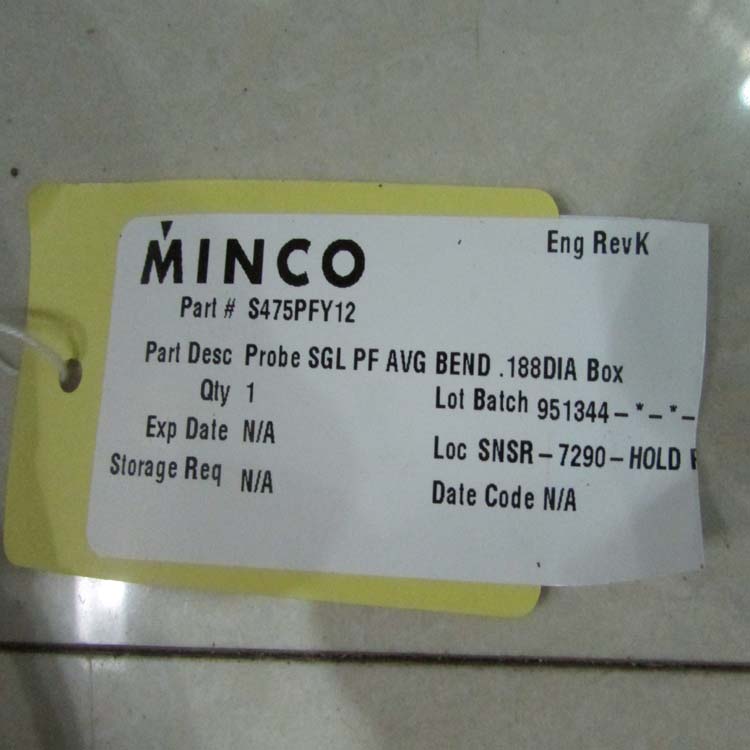 MINCO
Eng RevK
Part # S475PFY12
Part Desc Probe SGL PF AVG BEND .188DIA Box
Qty 1
Lot Batch 951344-*-*-
Exp Date N/A
Loc SNSR-7290-HOLD
Storage Req N/A
Date Code N/A